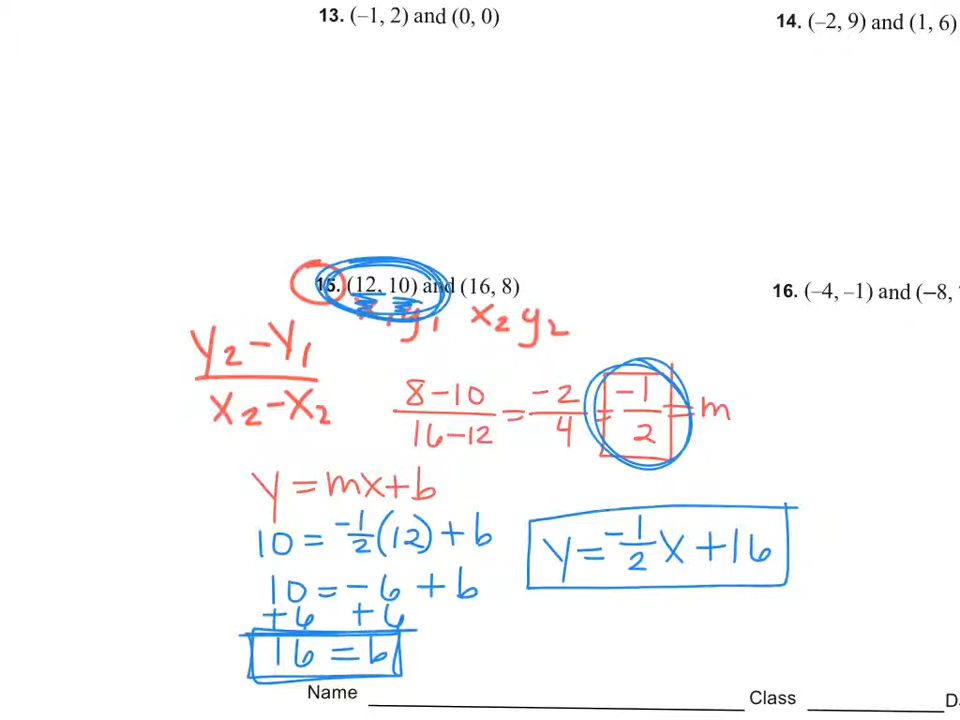 13. (–1, 2) and (0, 0)
14. (–2, 9) and (1, 6)
15. (12, 10) and (16, 8)
x₁ y₁ x₂ y₂
16. (–4, –1) and (–8,
y₂ – y₁ / x₂ – x₂
8 – 10 / 16 – 12 = –2 / 4 = –1 / 2 = m
y = mx + b
10 = –1/2 (12) + b
y = –1/2 x + 16
10 = –6 + b
+6 +6
16 = b
Name
Class
D